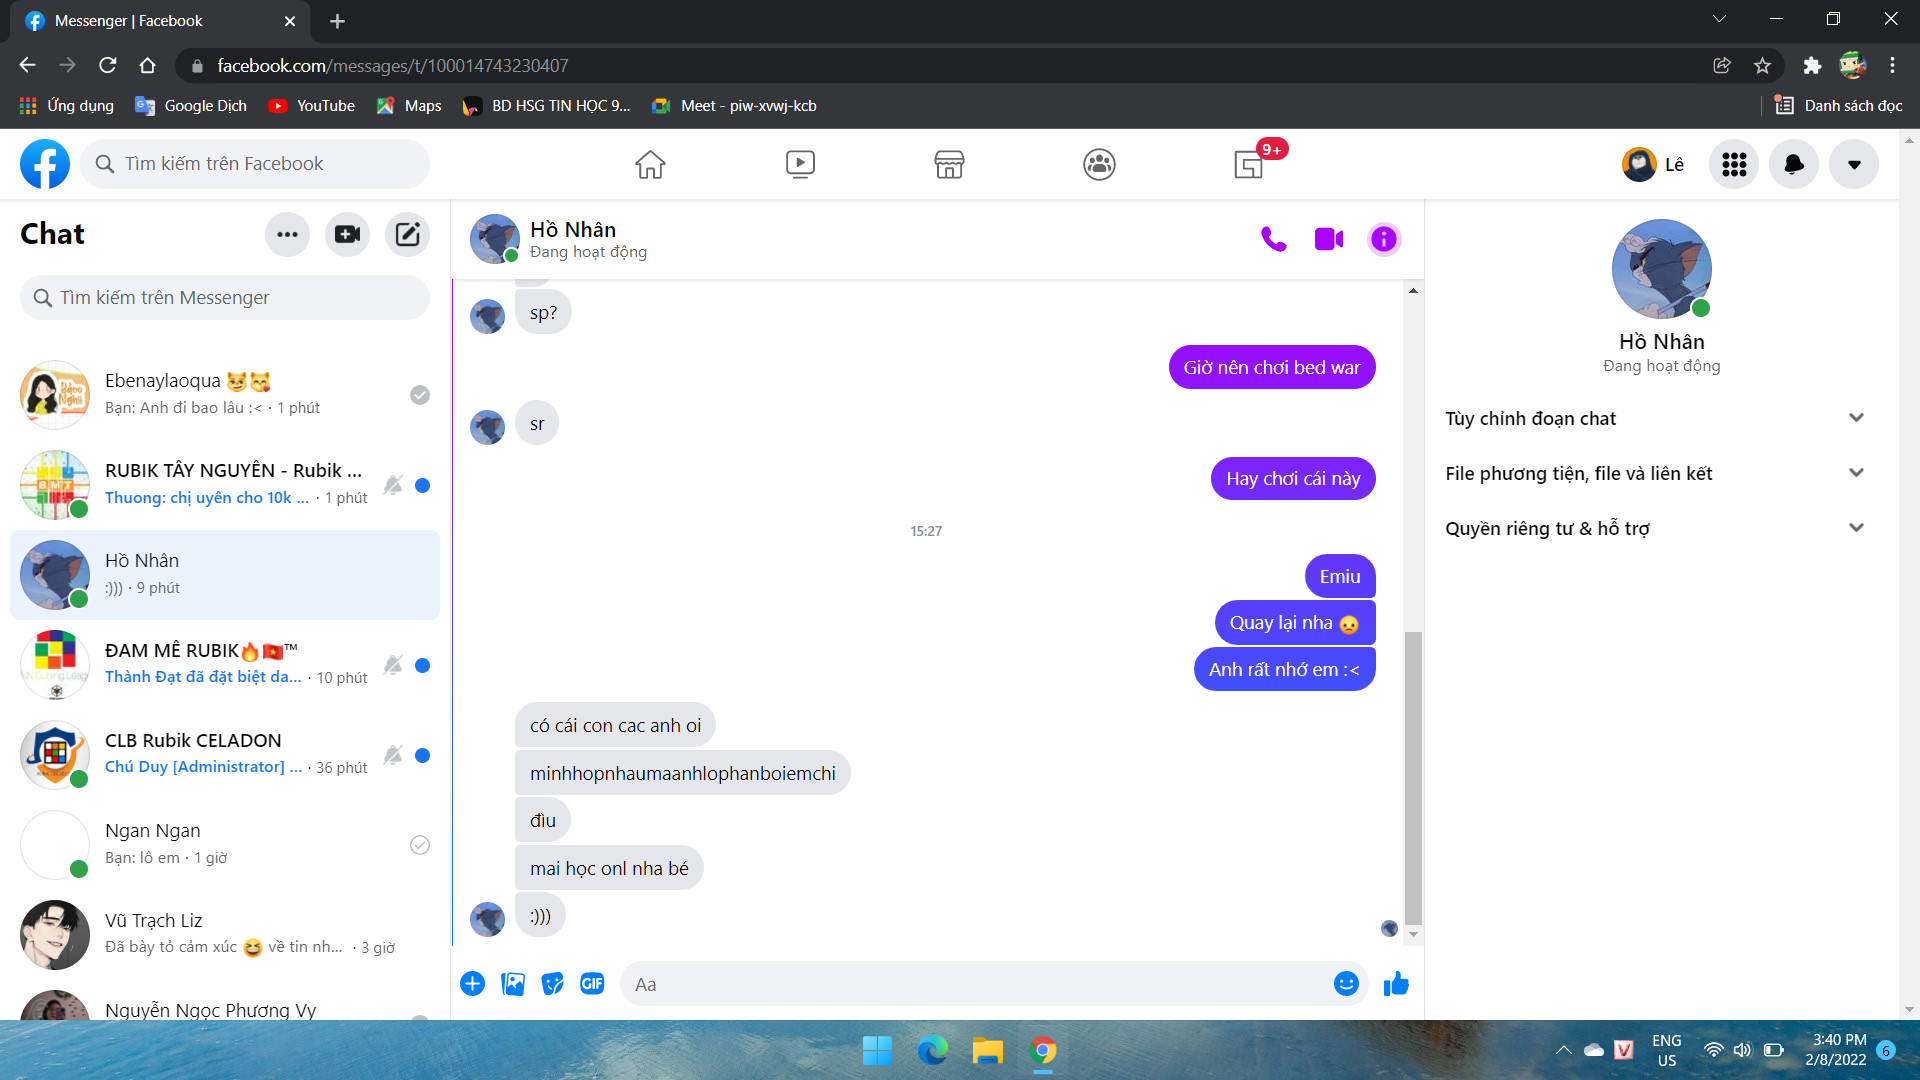 Messenger | Facebook
facebook.com/messages/t/100014743230407
Ứng dụng
Google Dịch
YouTube
Maps
BD HSG TIN HỌC 9...
Meet - piw-xvwj-kcb
Danh sách đọc
Tìm kiếm trên Facebook
9+
Lê
Chat
Tìm kiếm trên Messenger
Ebenaylaoqua 😼😽
Bạn: Anh đi bao lâu :< · 1 phút
RUBIK TÂY NGUYÊN - Rubik ...
Thuong: chị uyên cho 10k ... · 1 phút
Hồ Nhân
:))) · 9 phút
ĐAM MÊ RUBIK🔥🇻🇳™
Thành Đạt đã đặt biệt da... · 10 phút
CLB Rubik CELADON
Chú Duy [Administrator] ... · 36 phút
Ngan Ngan
Bạn: lô em · 1 giờ
Vũ Trạch Liz
Đã bày tỏ cảm xúc 😆 về tin nh... · 3 giờ
Nguyễn Ngọc Phương Vy
Hồ Nhân
Đang hoạt động
sp?
Giờ nên chơi bed war
sr
Hay chơi cái này
15:27
Emiu
Quay lại nha 😞
Anh rất nhớ em :<
có cái con cac anh oi
minhhopnhaumaanhlophanboiemchi
đìu
mai học onl nha bé
:)))
GIF
Aa
Hồ Nhân
Đang hoạt động
Tùy chỉnh đoạn chat
File phương tiện, file và liên kết
Quyền riêng tư & hỗ trợ
ENG
US
3:40 PM
2/8/2022
6